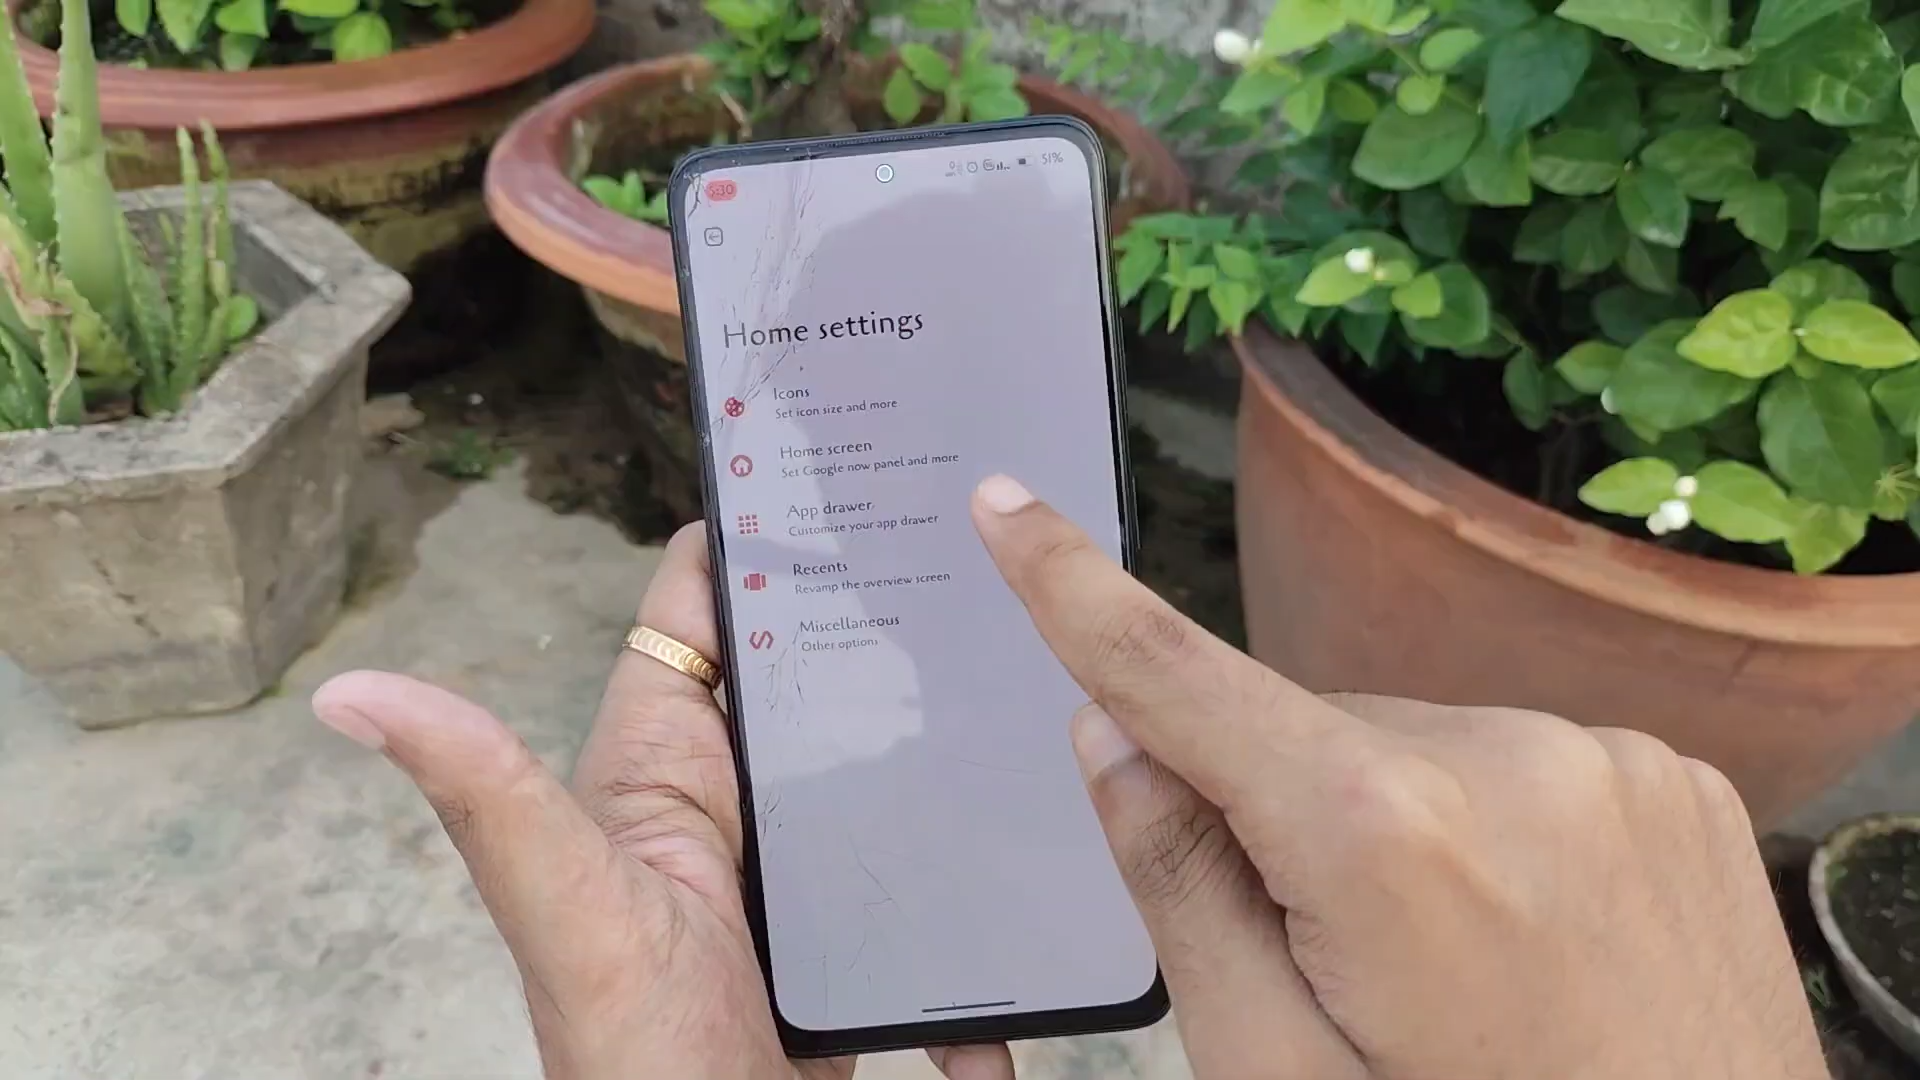 5:30
51%
Home settings
Icons
Set icon size and more
Home screen
Set Google now panel and more
App drawer
Customize your app drawer
Recents
Revamp the overview screen
Miscellaneous
Other options